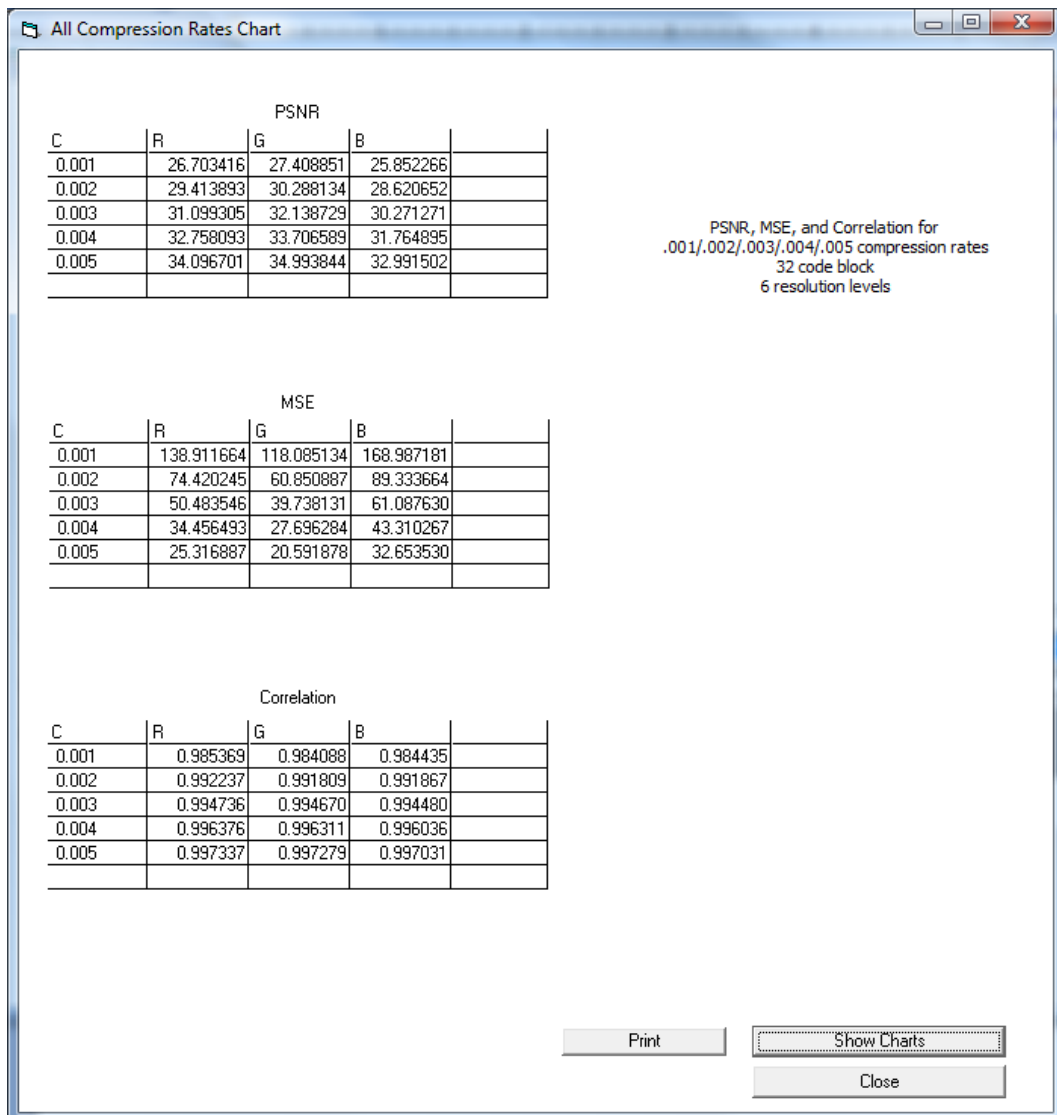 All Compression Rates Chart
PSNR
C R G B
0.001 26.703416 27.408851 25.852266
0.002 29.413893 30.288134 28.620652
0.003 31.099305 32.138729 30.271271
0.004 32.758093 33.706589 31.764895
0.005 34.096701 34.993844 32.991502
PSNR, MSE, and Correlation for
.001/.002/.003/.004/.005 compression rates
32 code block
6 resolution levels
MSE
C R G B
0.001 138.911664 118.085134 168.987181
0.002 74.420245 60.850887 89.333664
0.003 50.483546 39.738131 61.087630
0.004 34.456493 27.696284 43.310267
0.005 25.316887 20.591878 32.653530
Correlation
C R G B
0.001 0.985369 0.984088 0.984435
0.002 0.992237 0.991809 0.991867
0.003 0.994736 0.994670 0.994480
0.004 0.996376 0.996311 0.996036
0.005 0.997337 0.997279 0.997031
Print
Show Charts
Close